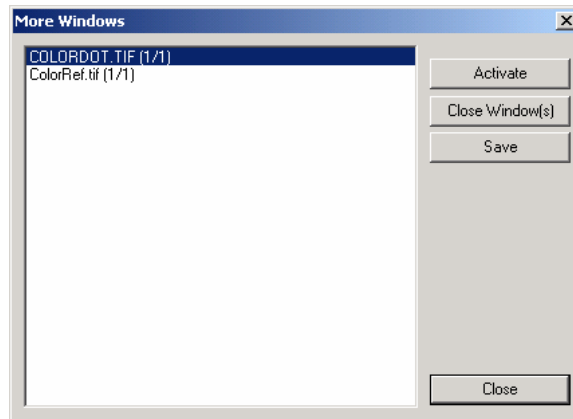 More Windows
COLORDOT.TIF (1/1)
ColorRef.tif (1/1)
Activate
Close Window(s)
Save
Close